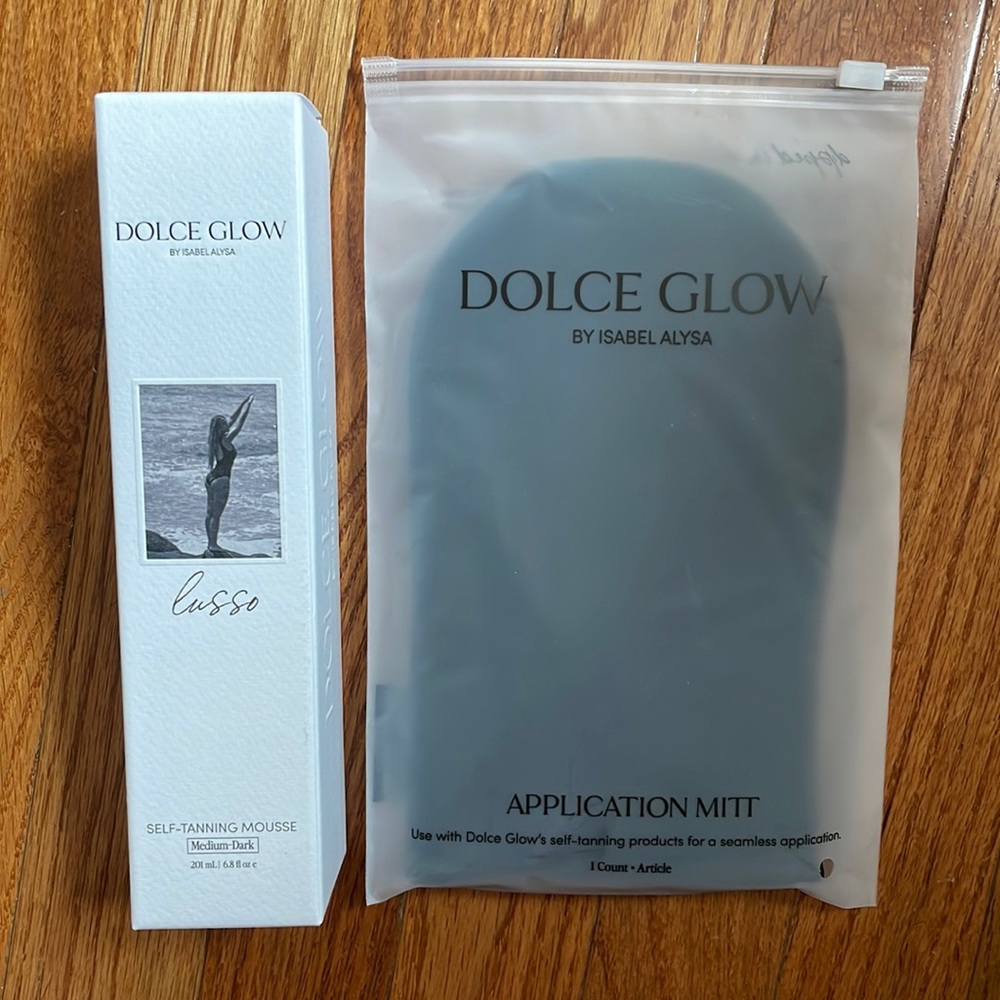 DOLCE GLOW
BY ISABEL ALYSA
lusso
SELF-TANNING MOUSSE
Medium-Dark
201 mL | 6.8 fl oz e
DOLCE GLOW
BY ISABEL ALYSA
APPLICATION MITT
Use with Dolce Glow's self-tanning products for a seamless application.
1 Count • Article